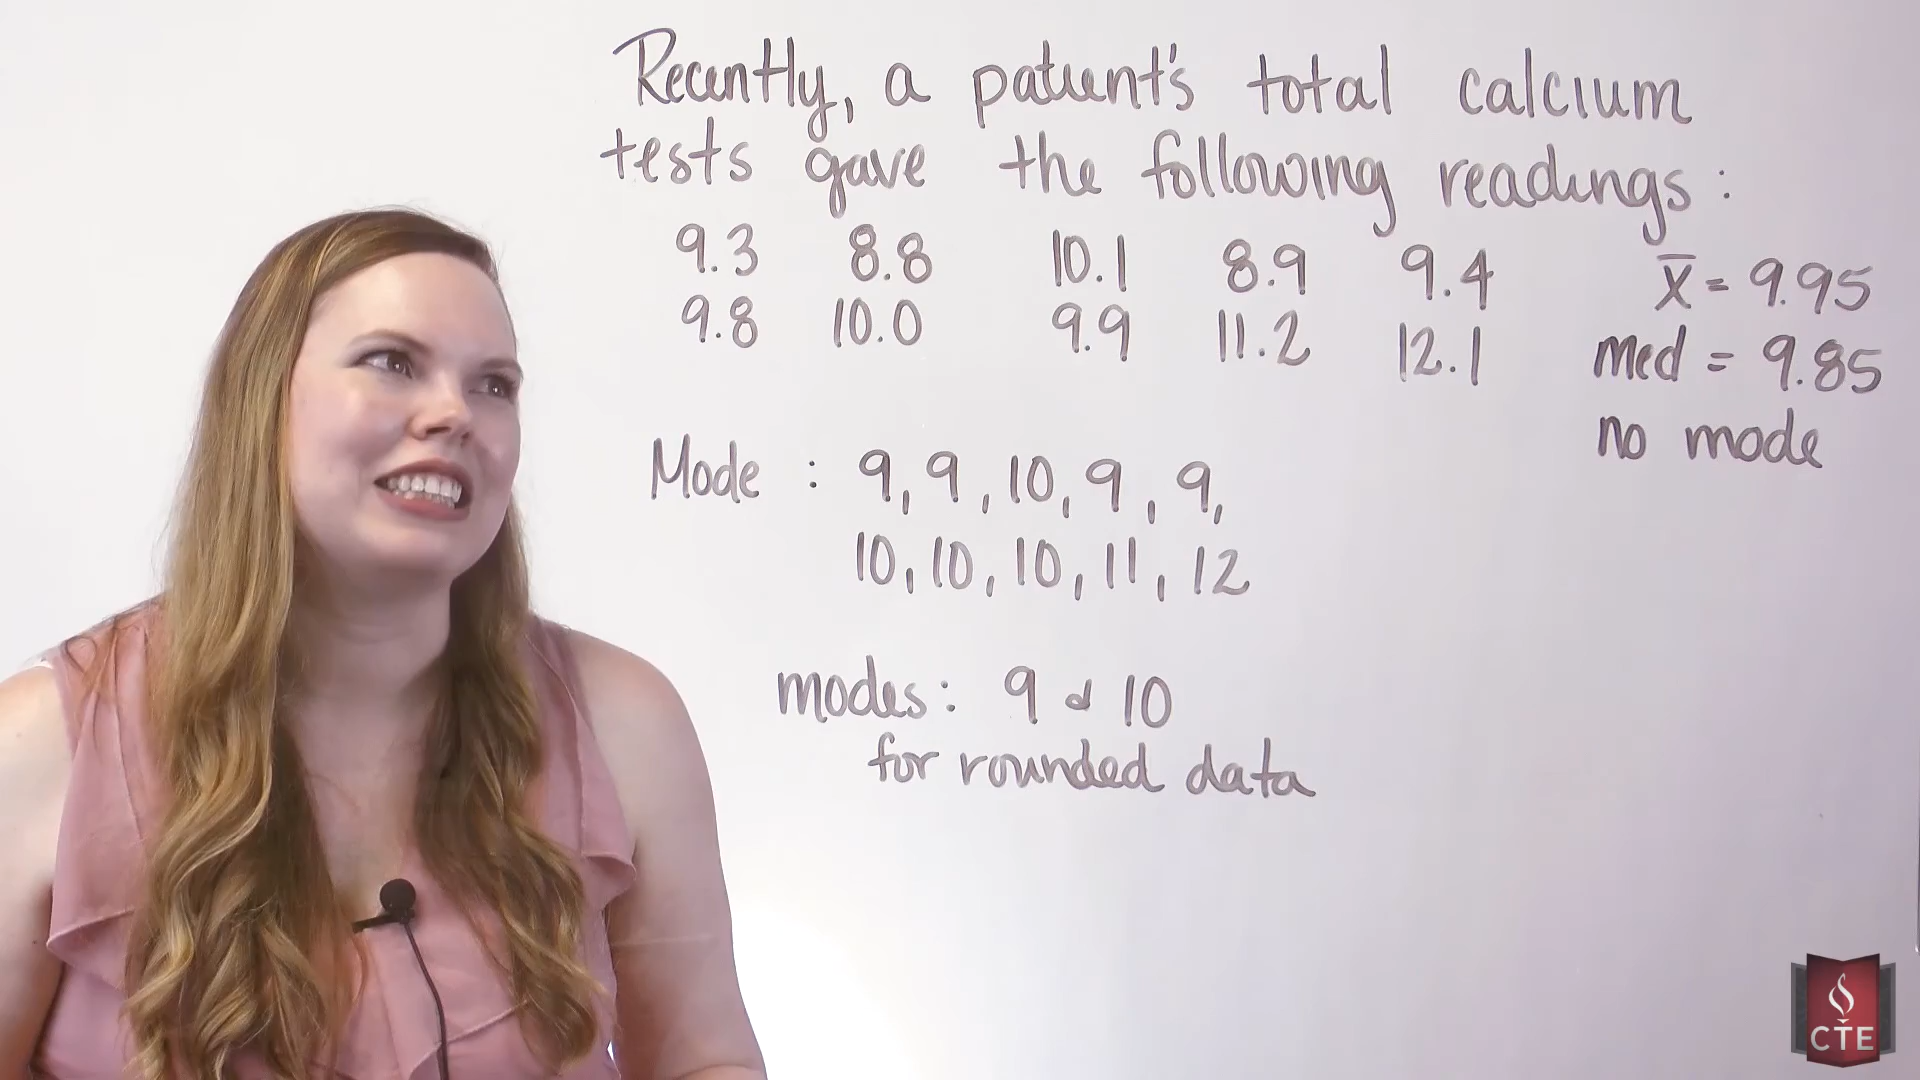 Recently, a patient's total calcium
tests gave the following readings:
9.3 8.8 10.1 8.9 9.4
9.8 10.0 9.9 11.2 12.1
x̄ = 9.95
med = 9.85
no mode
Mode : 9, 9, 10, 9, 9,
10, 10, 10, 11, 12
modes: 9 & 10
for rounded data
CTE